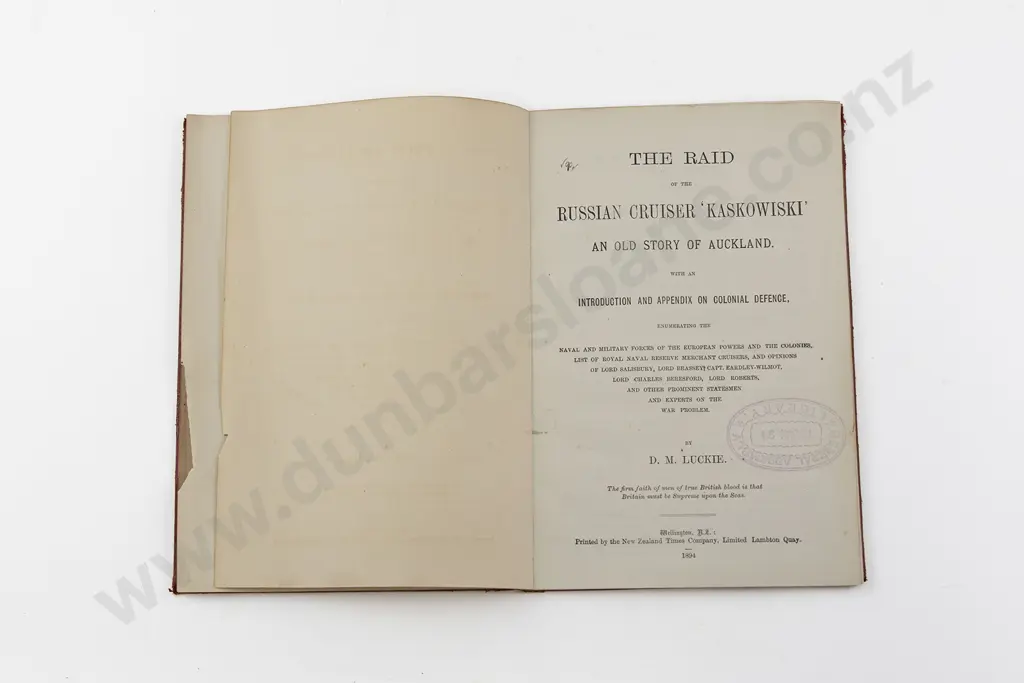 THE RAID
OF THE
RUSSIAN CRUISER 'KASKOWISKI'
AN OLD STORY OF AUCKLAND.
WITH AN
INTRODUCTION AND APPENDIX ON COLONIAL DEFENCE,
ENUMERATING THE
NAVAL AND MILITARY FORCES OF THE EUROPEAN POWERS AND THE COLONIES,
LIST OF ROYAL NAVAL RESERVE MERCHANT CRUISERS, AND OPINIONS
OF LORD SALISBURY, LORD BRASSEY, CAPT. EARDLEY-WILMOT,
LORD CHARLES BERESFORD, LORD ROBERTS,
AND OTHER PROMINENT STATESMEN
AND EXPERTS ON THE
WAR PROBLEM.
BY
D. M. LUCKIE.
The firm faith of men of true British blood is that
Britain must be Supreme upon the Seas.
Wellington, N.Z.:
Printed by the New Zealand Times Company, Limited Lambton Quay.
1894
www.dunbarsloane.co.nz